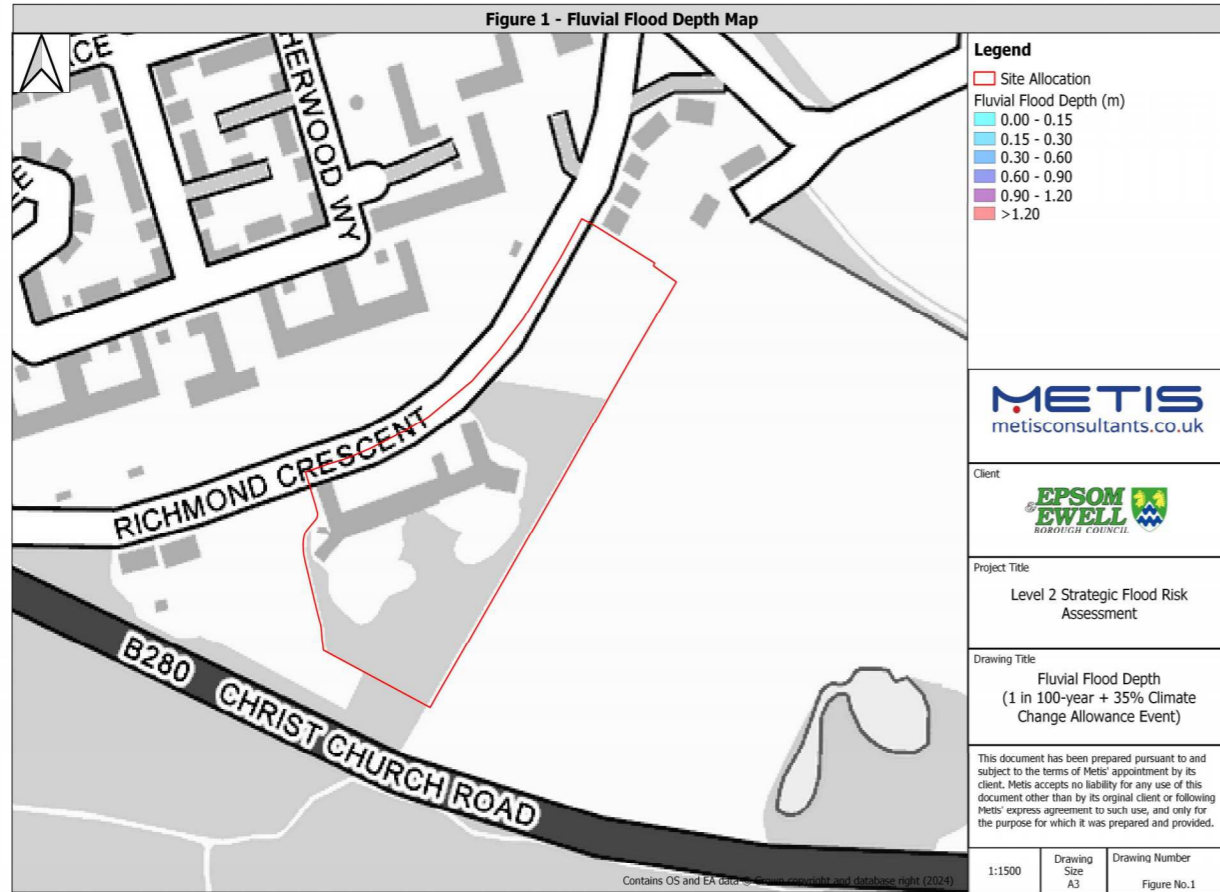 Figure 1 - Fluvial Flood Depth Map
CE
HERWOOD WY
E
RICHMOND CRESCENT
B280 CHRIST CHURCH ROAD
Contains OS and EA data © Crown copyright and database right (2024)
Legend
Site Allocation
Fluvial Flood Depth (m)
0.00 - 0.15
0.15 - 0.30
0.30 - 0.60
0.60 - 0.90
0.90 - 1.20
>1.20
METIS
metisconsultants.co.uk
Client
EPSOM
& EWELL
BOROUGH COUNCIL
Project Title
Level 2 Strategic Flood Risk
Assessment
Drawing Title
Fluvial Flood Depth
(1 in 100-year + 35% Climate
Change Allowance Event)
This document has been prepared pursuant to and
subject to the terms of Metis' appointment by its
client. Metis accepts no liability for any use of this
document other than by its orginal client or following
Metis' express agreement to such use, and only for
the purpose for which it was prepared and provided.
1:1500
Drawing
Size
A3
Drawing Number
Figure No.1